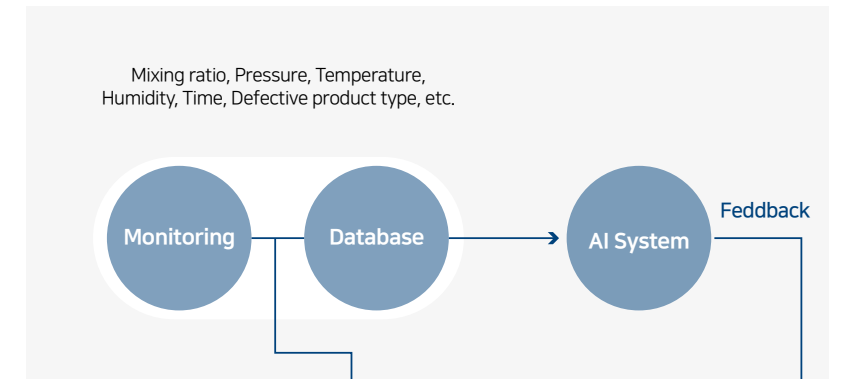 Mixing ratio, Pressure, Temperature,
Humidity, Time, Defective product type, etc.
Monitoring
Database
AI System
Feddback